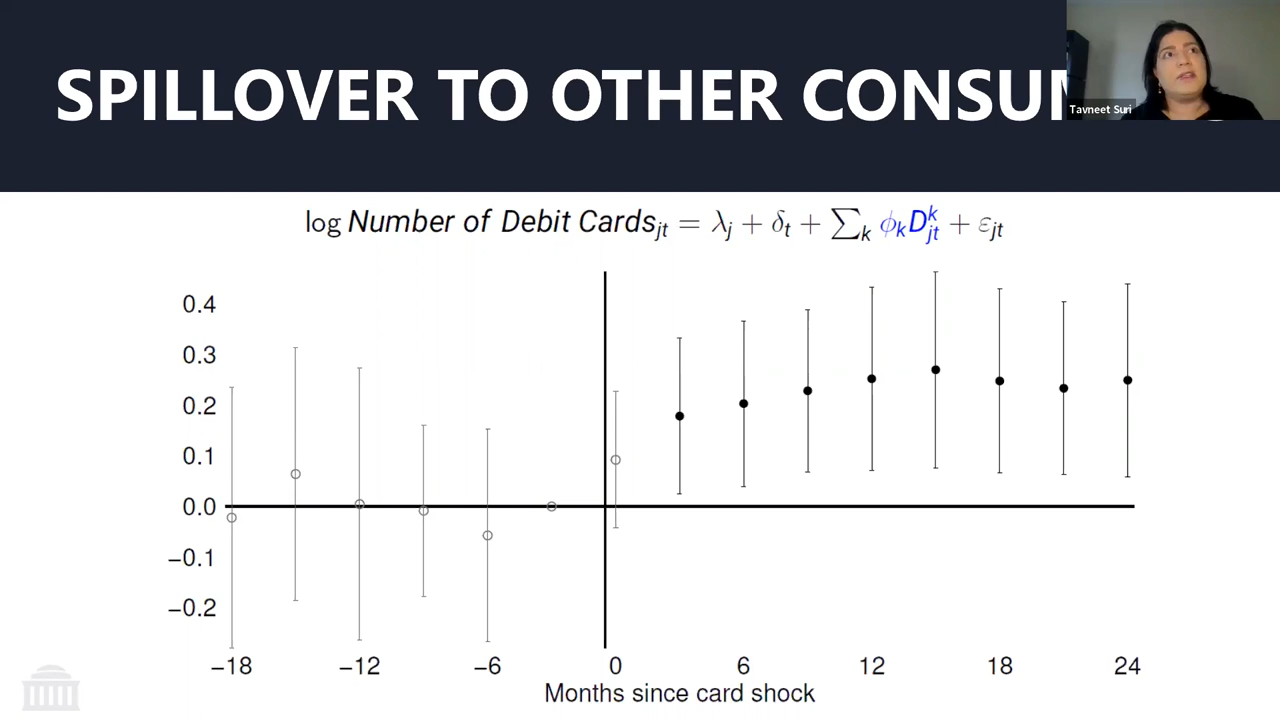 SPILLOVER TO OTHER CONSUM
Tavneet Suri
log Number of Debit Cards_jt = λ_j + δ_t + ∑_k ϕ_k D^k_jt + ε_jt
0.4
0.3
0.2
0.1
0.0
−0.1
−0.2
−18 −12 −6 0 6 12 18 24
Months since card shock